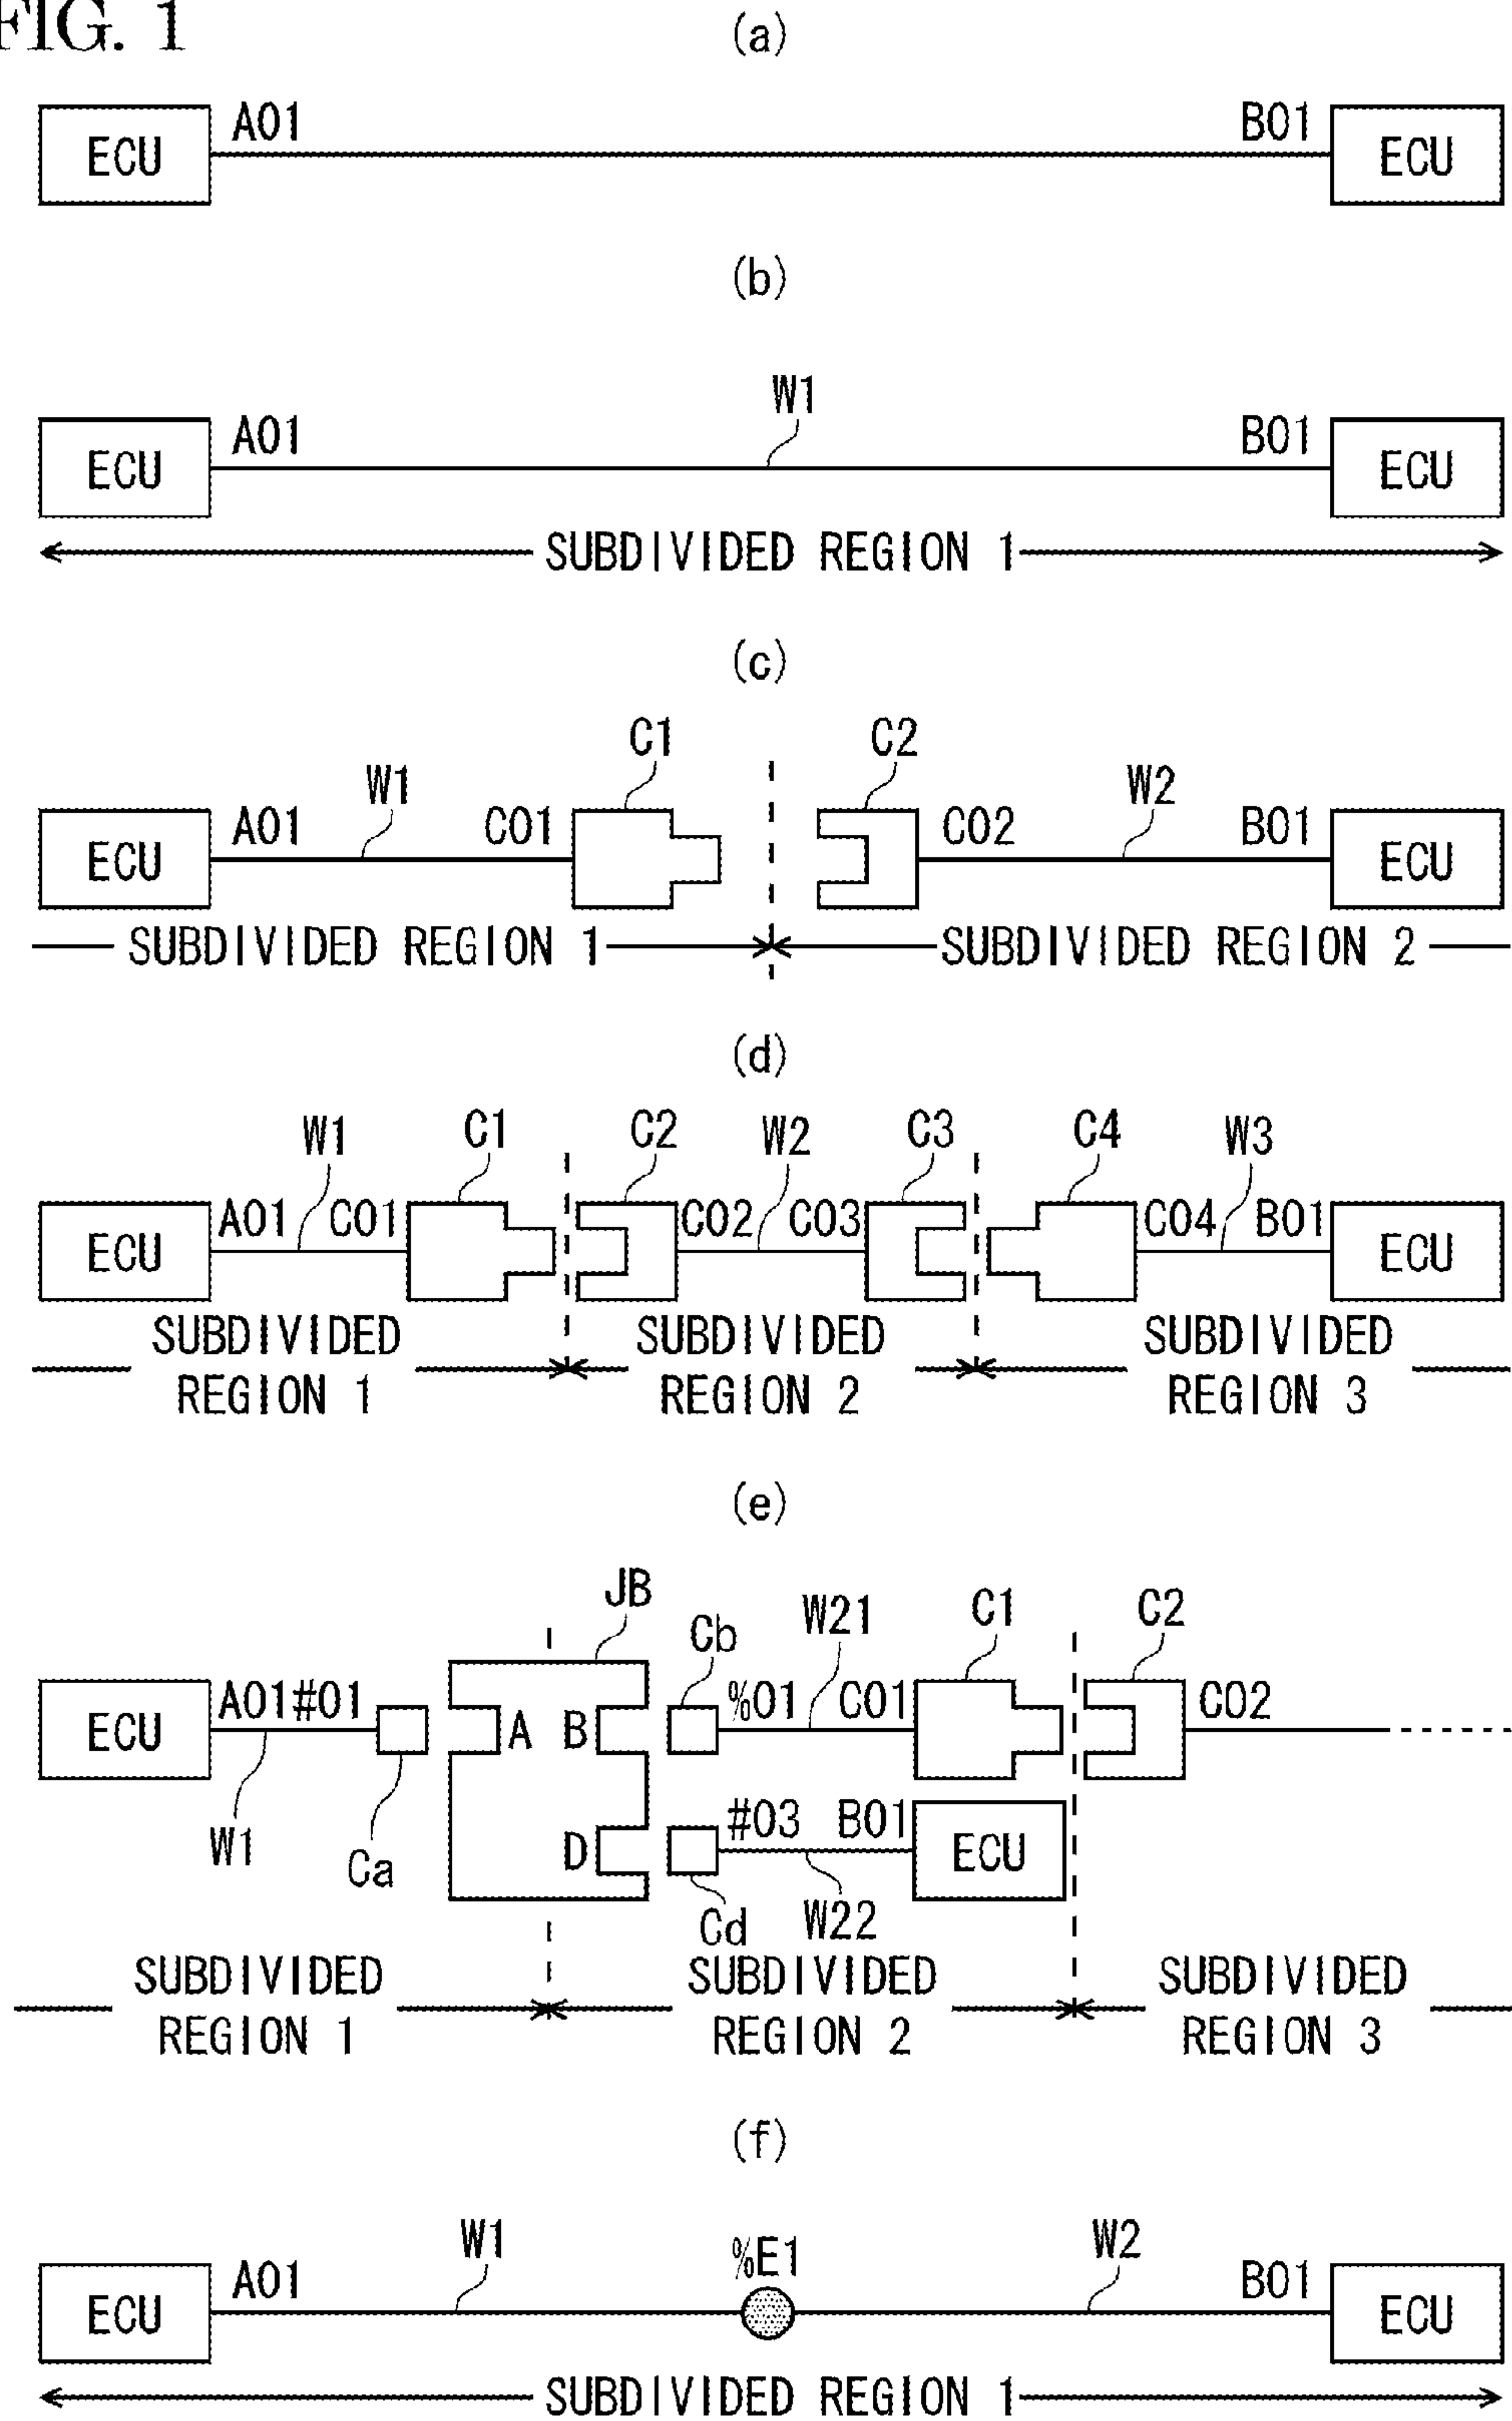 FIG. 1
(a)
ECU A01 B01 ECU
(b)
W1
ECU A01 B01 ECU
SUBDIVIDED REGION 1
(c)
C1 C2
W1 W2
ECU A01 C01 C02 B01 ECU
SUBDIVIDED REGION 1 SUBDIVIDED REGION 2
(d)
W1 C1 C2 W2 C3 C4 W3
ECU A01 C01 C02 C03 C04 B01 ECU
SUBDIVIDED SUBDIVIDED SUBDIVIDED
REGION 1 REGION 2 REGION 3
(e)
JB Cb W21 C1 C2
ECU A01 #01 A B %01 C01 C02
W1 Ca D #03 B01 ECU
Cd W22
SUBDIVIDED SUBDIVIDED SUBDIVIDED
REGION 1 REGION 2 REGION 3
(f)
W1 %E1 W2
ECU A01 B01 ECU
SUBDIVIDED REGION 1